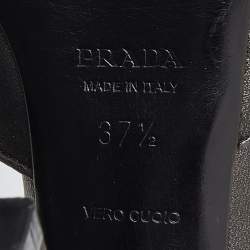 PRADA
MADE IN ITALY
37½
VERO CUOIO